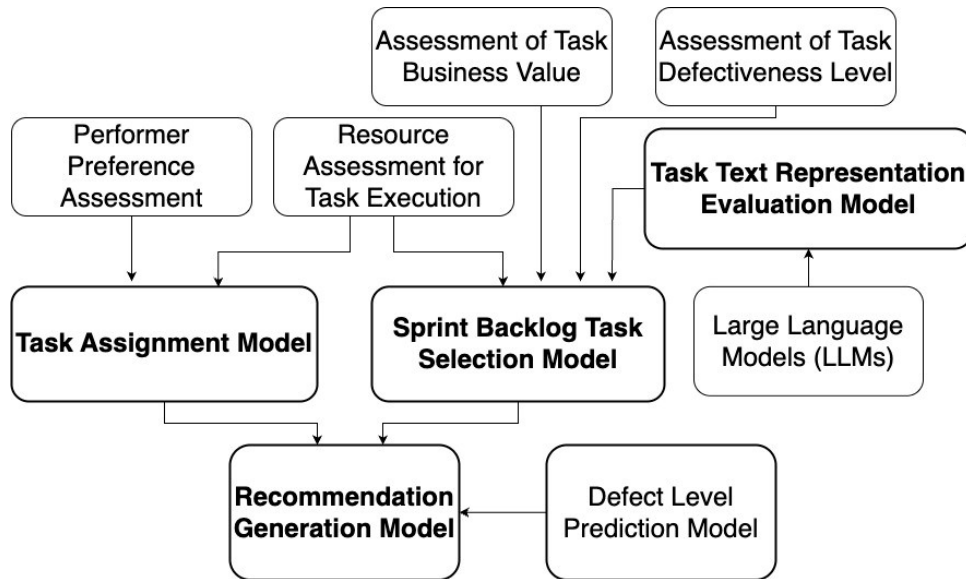 Assessment of Task
Business Value
Assessment of Task
Defectiveness Level
Performer
Preference
Assessment
Resource
Assessment for
Task Execution
Task Text Representation
Evaluation Model
Task Assignment Model
Sprint Backlog Task
Selection Model
Large Language
Models (LLMs)
Recommendation
Generation Model
Defect Level
Prediction Model